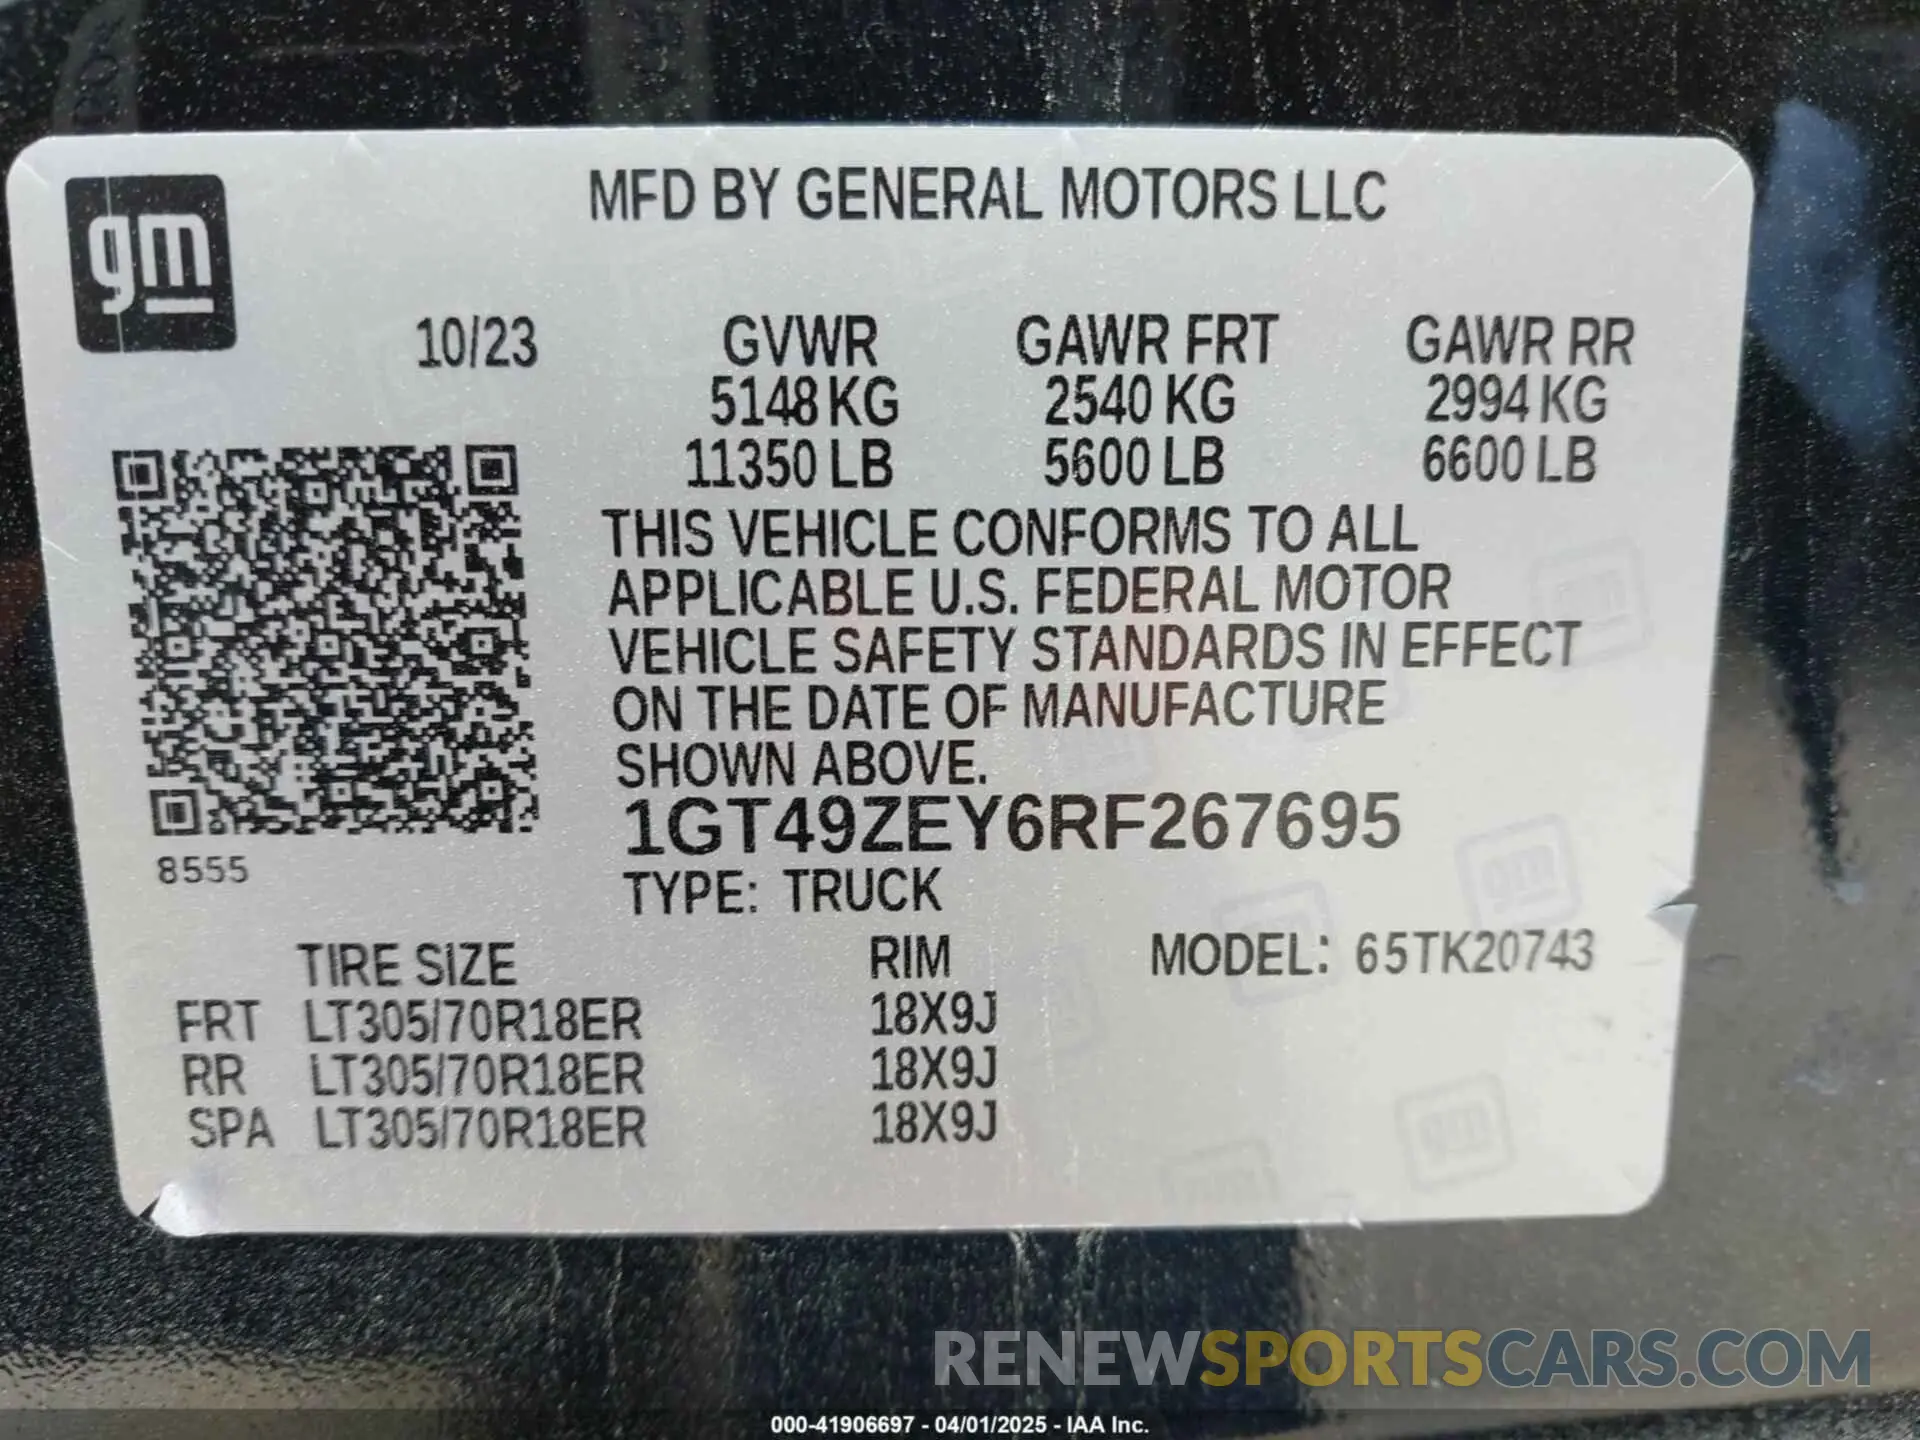 MFD BY GENERAL MOTORS LLC
gm
10/23 GVWR GAWR FRT GAWR RR
5148 KG 2540 KG 2994 KG
11350 LB 5600 LB 6600 LB
THIS VEHICLE CONFORMS TO ALL
APPLICABLE U.S. FEDERAL MOTOR
VEHICLE SAFETY STANDARDS IN EFFECT
ON THE DATE OF MANUFACTURE
SHOWN ABOVE.
1GT49ZEY6RF267695
8555
TYPE: TRUCK
TIRE SIZE RIM MODEL: 65TK20743
FRT LT305/70R18ER 18X9J
RR LT305/70R18ER 18X9J
SPA LT305/70R18ER 18X9J
RENEWSPORTSCARS.COM
000-41906697 - 04/01/2025 - IAA Inc.